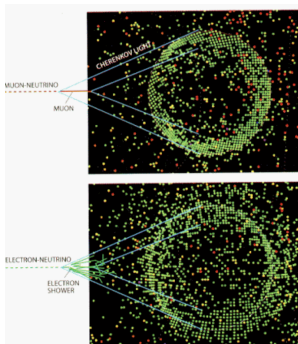 CHERENKOV LIGHT
MUON-NEUTRINO
MUON
ELECTRON-NEUTRINO
ELECTRON
SHOWER